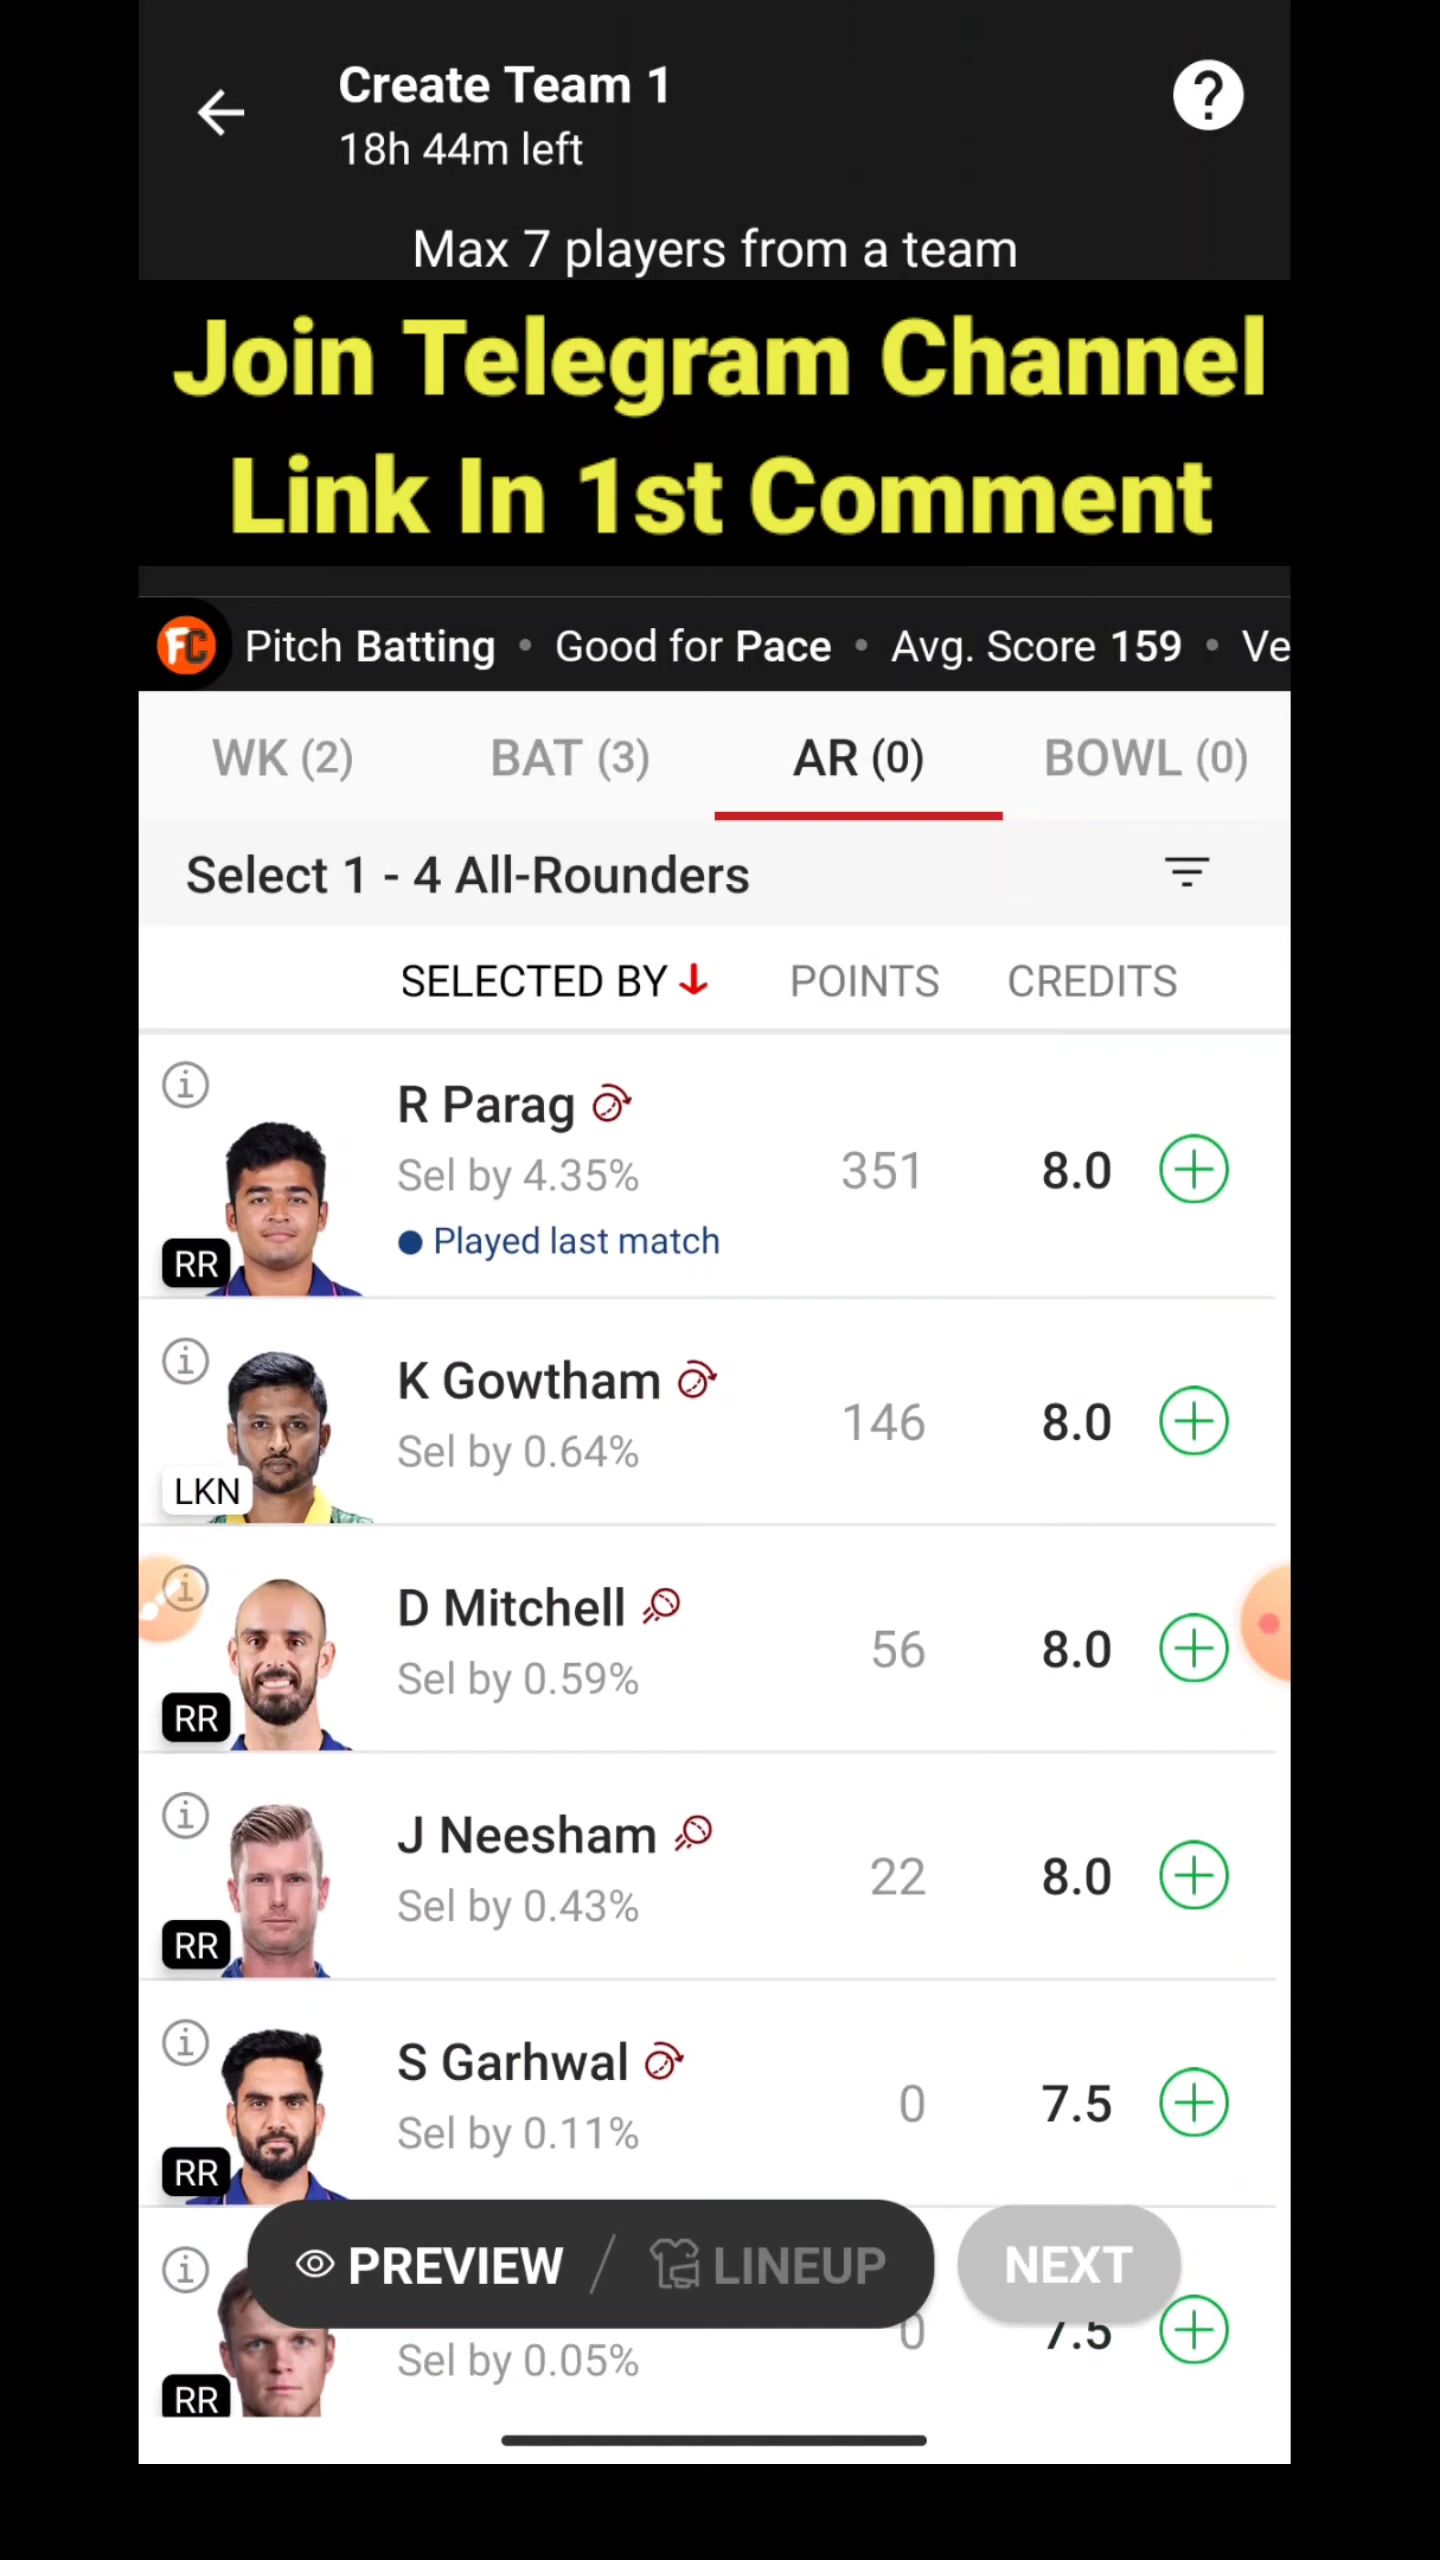 Create Team 1
18h 44m left
Max 7 players from a team
Join Telegram Channel
Link In 1st Comment
FC Pitch Batting • Good for Pace • Avg. Score 159 • Ve
WK (2) BAT (3) AR (0) BOWL (0)
Select 1 - 4 All-Rounders
SELECTED BY POINTS CREDITS
R Parag
Sel by 4.35% 351 8.0
Played last match
RR
K Gowtham
Sel by 0.64% 146 8.0
LKN
D Mitchell
Sel by 0.59% 56 8.0
RR
J Neesham
Sel by 0.43% 22 8.0
RR
S Garhwal
Sel by 0.11% 0 7.5
RR
PREVIEW / LINEUP NEXT
Sel by 0.05% 0 7.5
RR